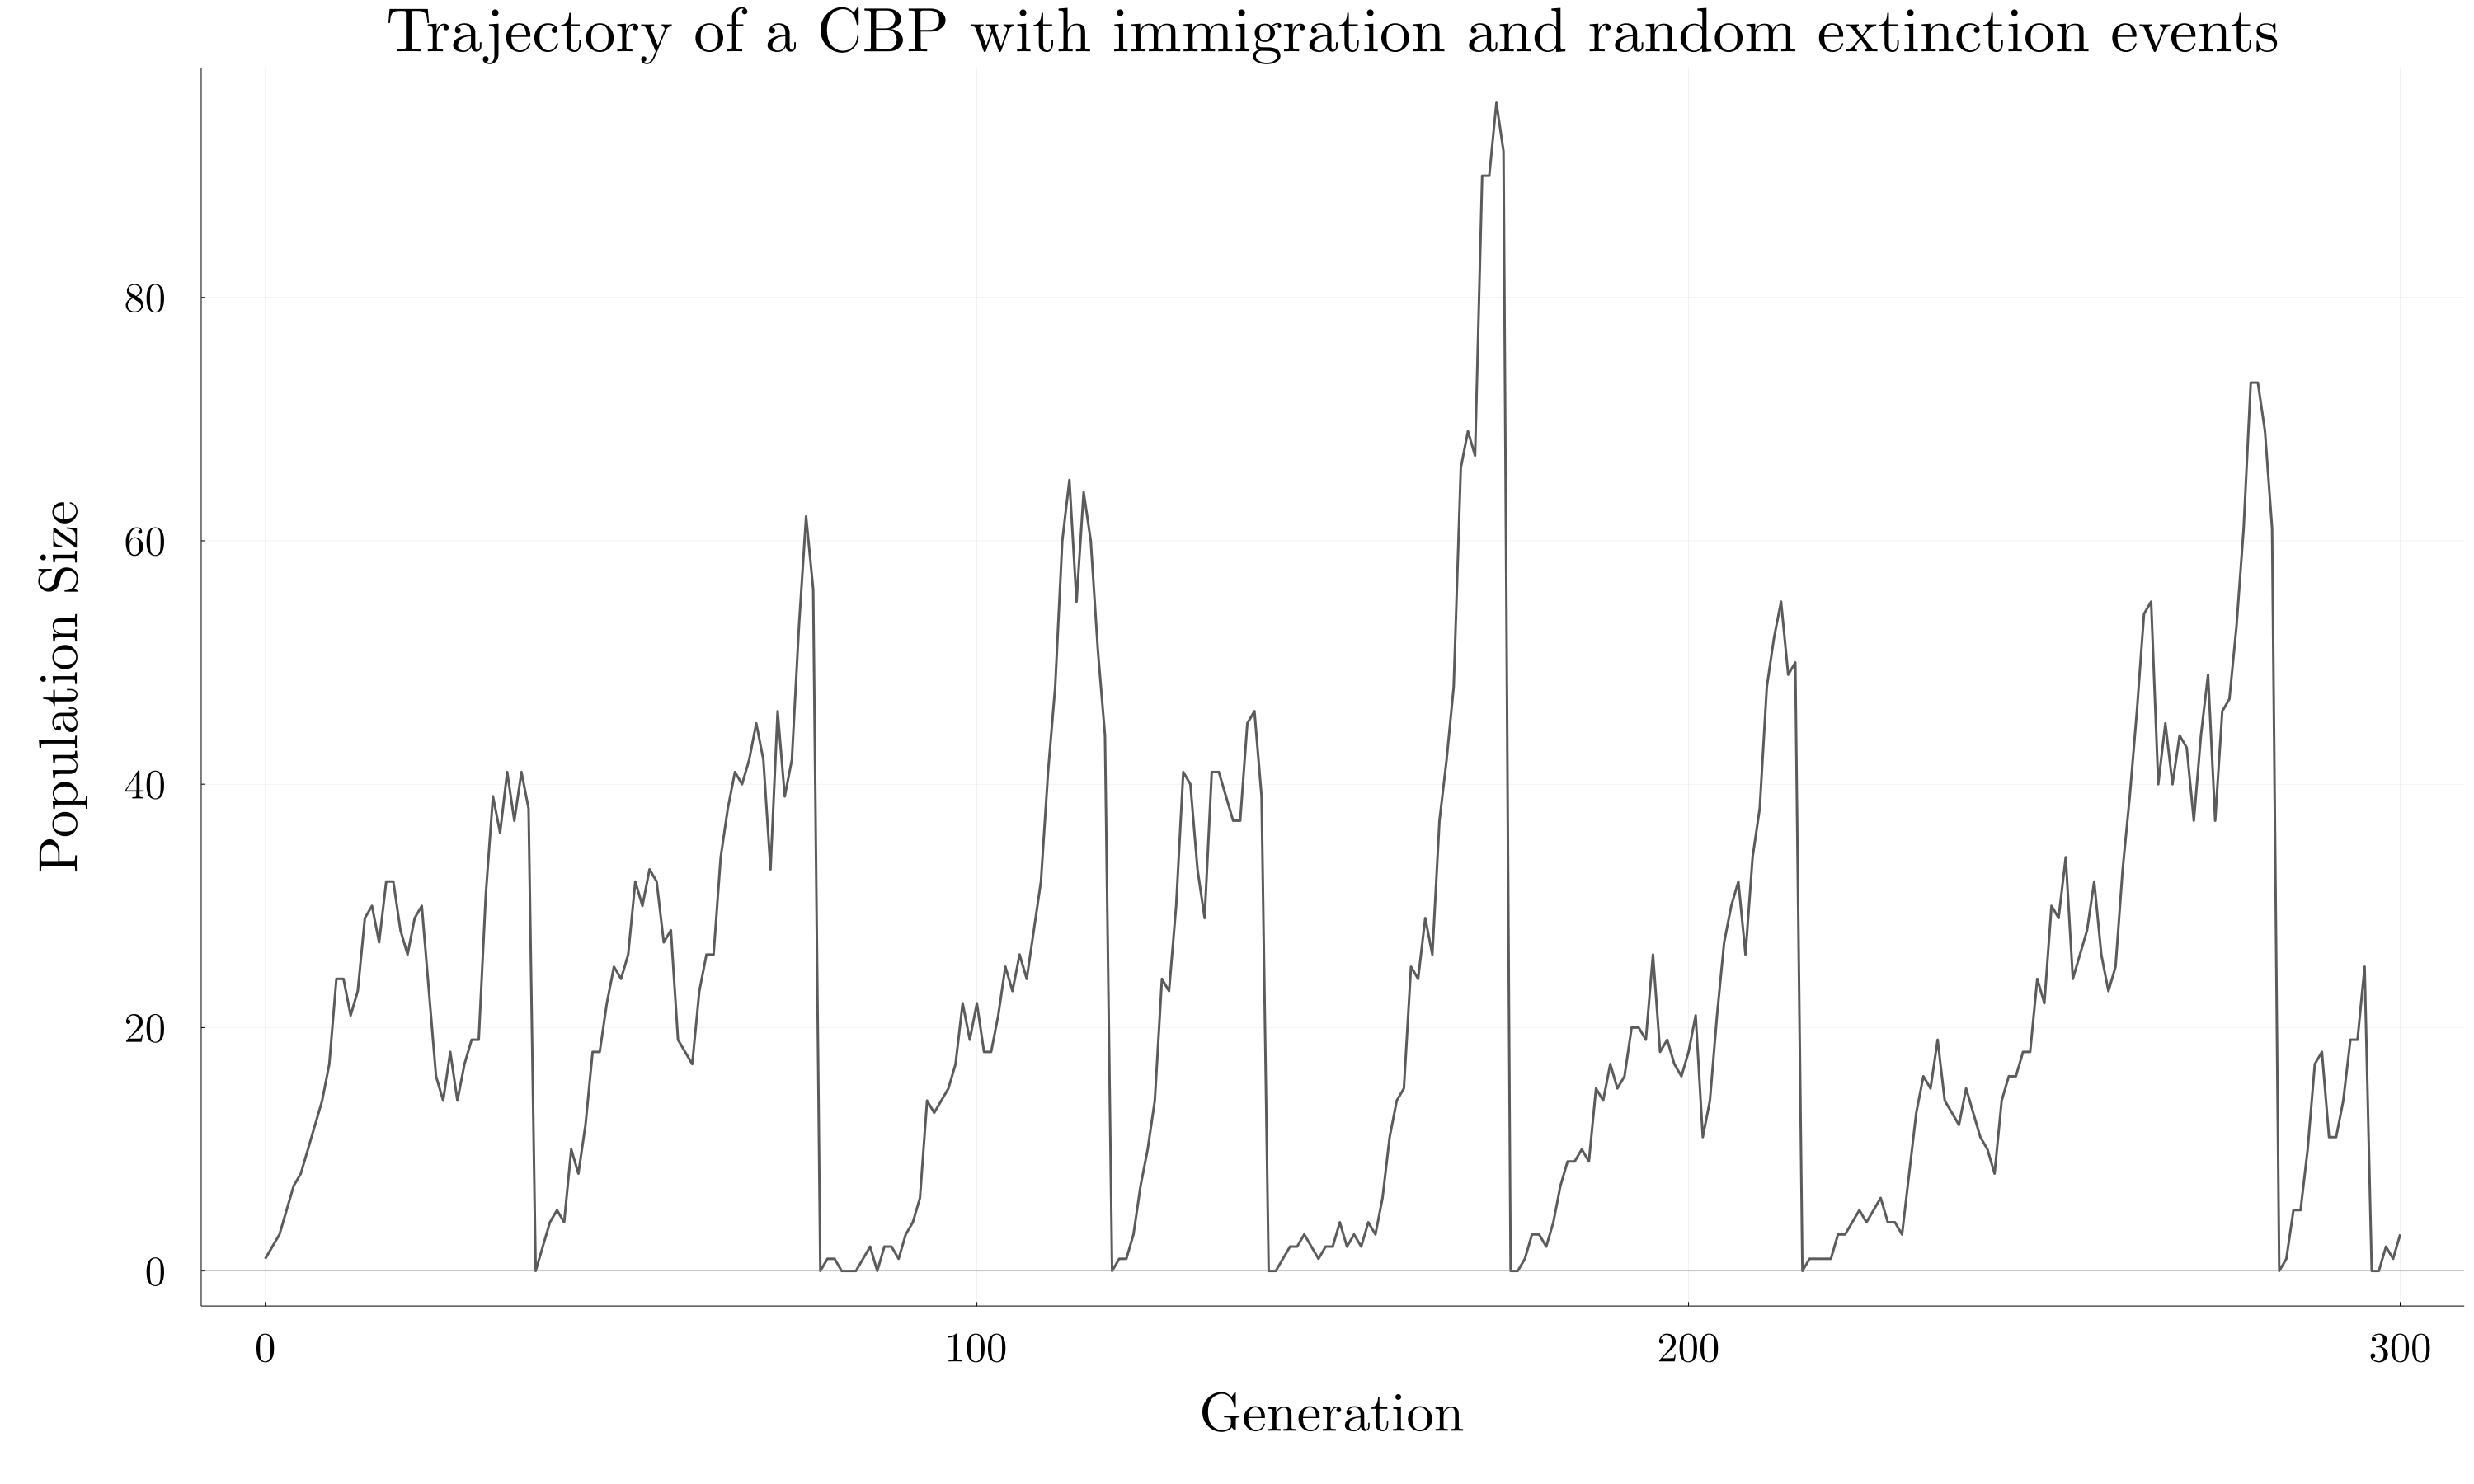 Trajectory of a CBP with immigration and random extinction events
Population Size
80
60
40
20
0
0 100 200 300
Generation